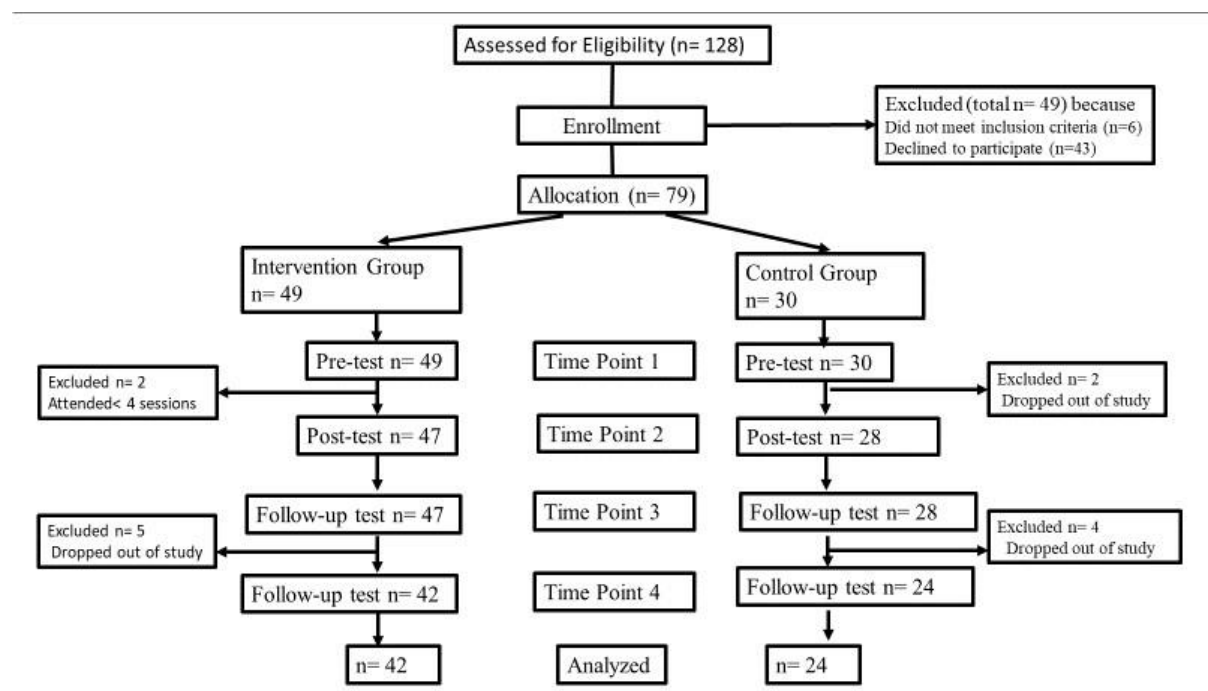 Assessed for Eligibility (n= 128)
Enrollment
Excluded (total n= 49) because
Did not meet inclusion criteria (n=6)
Declined to participate (n=43)
Allocation (n= 79)
Intervention Group
n= 49
Control Group
n= 30
Pre-test n= 49
Time Point 1
Pre-test n= 30
Excluded n= 2
Attended< 4 sessions
Excluded n= 2
Dropped out of study
Post-test n= 47
Time Point 2
Post-test n= 28
Follow-up test n= 47
Time Point 3
Follow-up test n= 28
Excluded n= 5
Dropped out of study
Excluded n= 4
Dropped out of study
Follow-up test n= 42
Time Point 4
Follow-up test n= 24
n= 42
Analyzed
n= 24